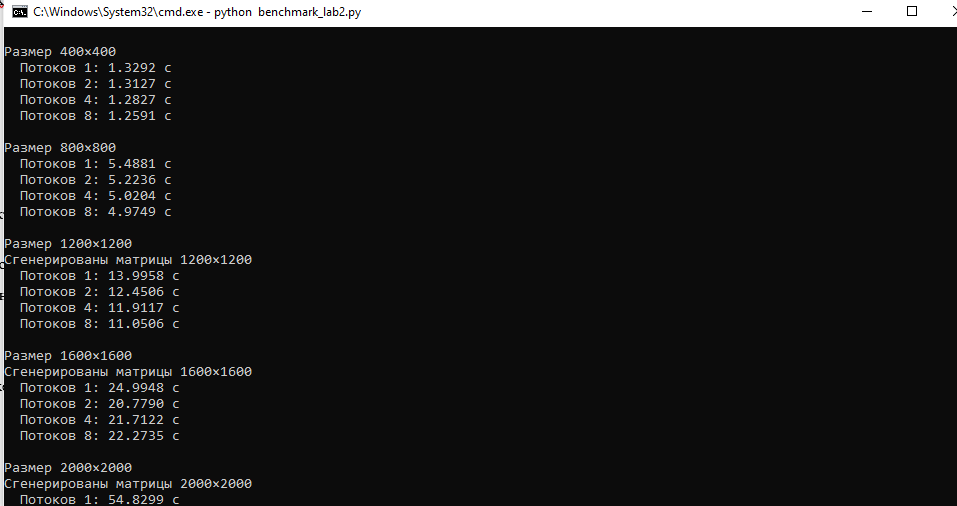 C:\Windows\System32\cmd.exe - python  benchmark_lab2.py
Размер 400×400
  Потоков 1: 1.3292 с
  Потоков 2: 1.3127 с
  Потоков 4: 1.2827 с
  Потоков 8: 1.2591 с
Размер 800×800
  Потоков 1: 5.4881 с
  Потоков 2: 5.2236 с
  Потоков 4: 5.0204 с
  Потоков 8: 4.9749 с
Размер 1200×1200
Сгенерированы матрицы 1200×1200
  Потоков 1: 13.9958 с
  Потоков 2: 12.4506 с
  Потоков 4: 11.9117 с
  Потоков 8: 11.0506 с
Размер 1600×1600
Сгенерированы матрицы 1600×1600
  Потоков 1: 24.9948 с
  Потоков 2: 20.7790 с
  Потоков 4: 21.7122 с
  Потоков 8: 22.2735 с
Размер 2000×2000
Сгенерированы матрицы 2000×2000
  Потоков 1: 54.8299 с